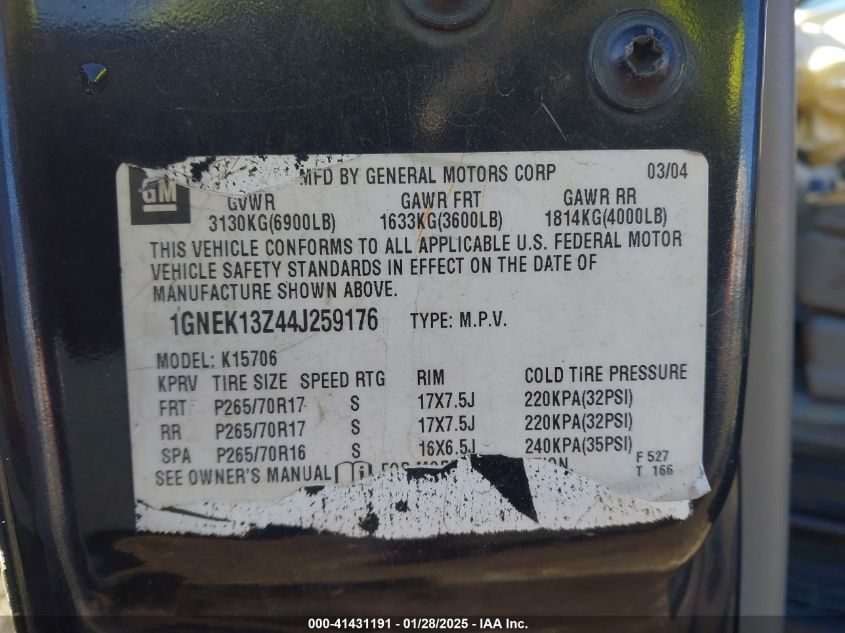 GM
MFD BY GENERAL MOTORS CORP 03/04
GVWR GAWR FRT GAWR RR
3130KG(6900LB) 1633KG(3600LB) 1814KG(4000LB)
THIS VEHICLE CONFORMS TO ALL APPLICABLE U.S. FEDERAL MOTOR
VEHICLE SAFETY STANDARDS IN EFFECT ON THE DATE OF
MANUFACTURE SHOWN ABOVE.
1GNEK13Z44J259176 TYPE: M.P.V.
MODEL: K15706
KPRV TIRE SIZE SPEED RTG RIM COLD TIRE PRESSURE
FRT P265/70R17 S 17X7.5J 220KPA(32PSI)
RR P265/70R17 S 17X7.5J 220KPA(32PSI)
SPA P265/70R16 S 16X6.5J 240KPA(35PSI)
SEE OWNER'S MANUAL FOR F 527
T 166
000-41431191 - 01/28/2025 - IAA Inc.